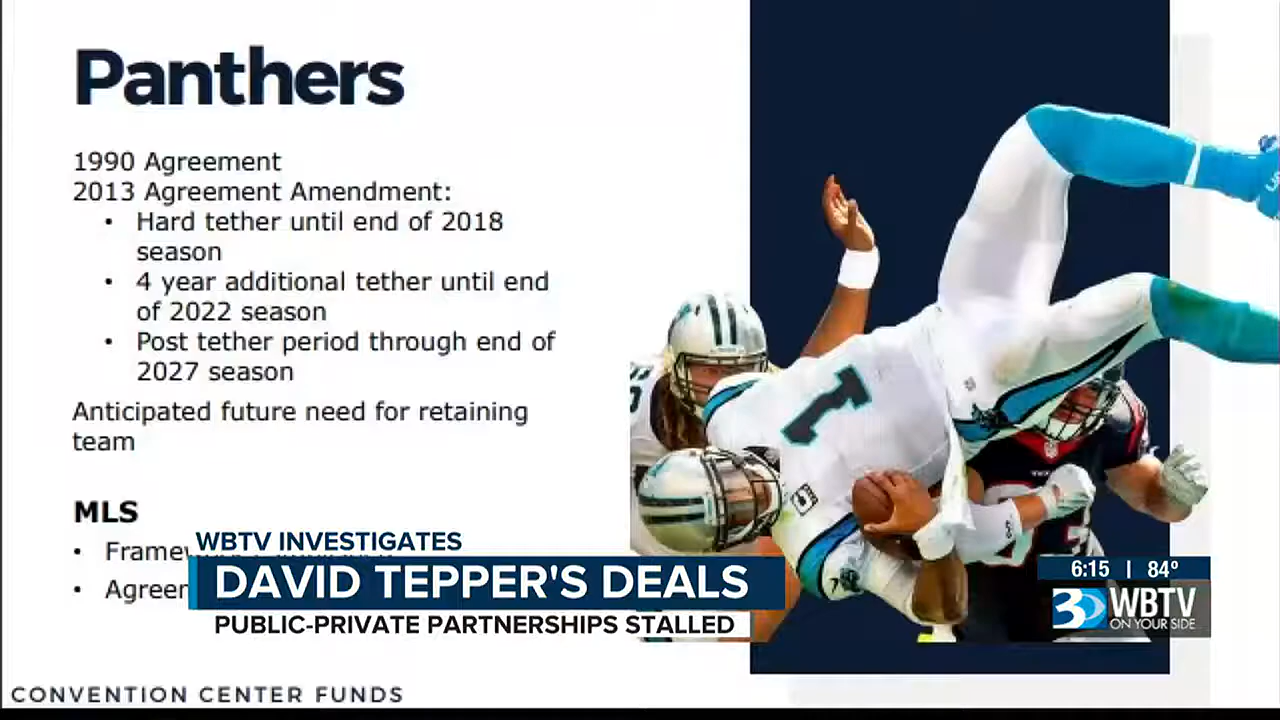 Panthers
1990 Agreement
2013 Agreement Amendment:
• Hard tether until end of 2018
season
• 4 year additional tether until end
of 2022 season
• Post tether period through end of
2027 season
Anticipated future need for retaining
team
MLS
WBTV INVESTIGATES
DAVID TEPPER'S DEALS
PUBLIC-PRIVATE PARTNERSHIPS STALLED
6:15 | 84º
3 WBTV
ON YOUR SIDE
1
CONVENTION CENTER FUNDS